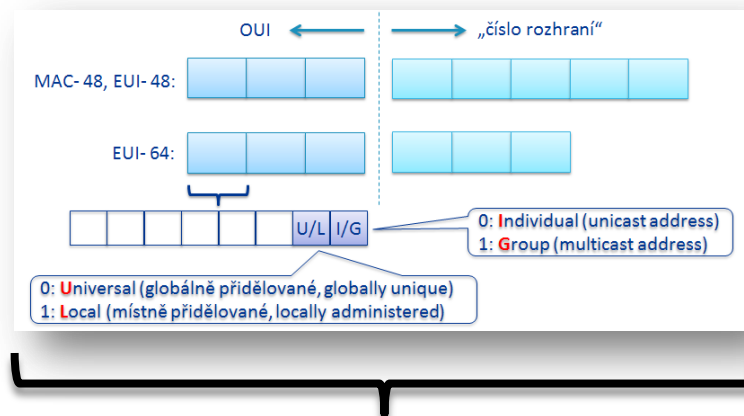 OUI
„číslo rozhraní“
MAC- 48, EUI- 48:
EUI- 64:
U/L I/G
0: Individual (unicast address)
1: Group (multicast address)
0: Universal (globálně přidělované, globally unique)
1: Local (místně přidělované, locally administered)